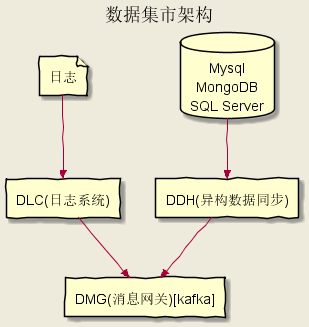 数据集市架构
日志
Mysql
MongoDB
SQL Server
DLC(日志系统)
DDH(异构数据同步)
DMG(消息网关)[kafka]